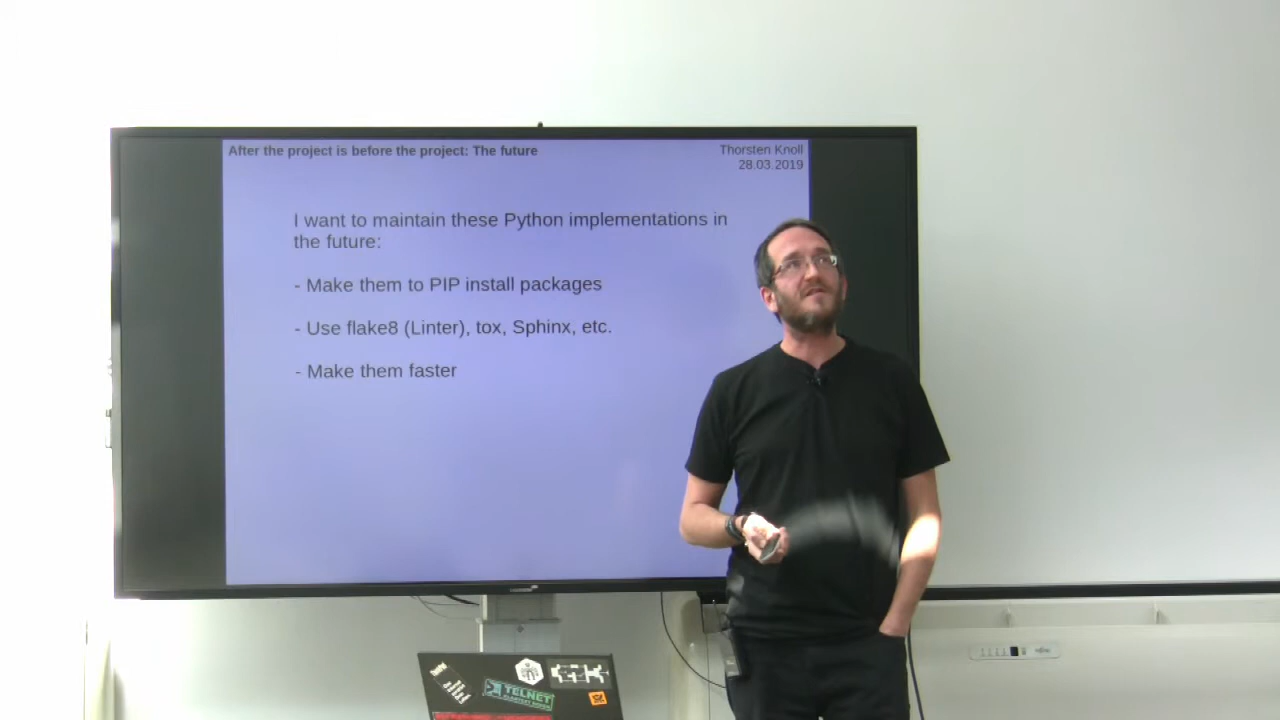 After the project is before the project: The future
Thorsten Knoll
28.03.2019
I want to maintain these Python implementations in
the future:
- Make them to PIP install packages
- Use flake8 (Linter), tox, Sphinx, etc.
- Make them faster
TELNET